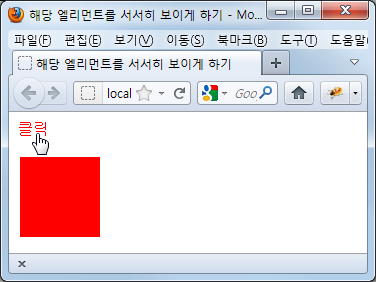 해당 엘리먼트를 서서히 보이게 하기 - Mo...
파일(F) 편집(E) 보기(V) 이동(S) 북마크(B) 도구(T) 도움말
해당 엘리먼트를 서서히 보이게 하기
local Goo
클릭